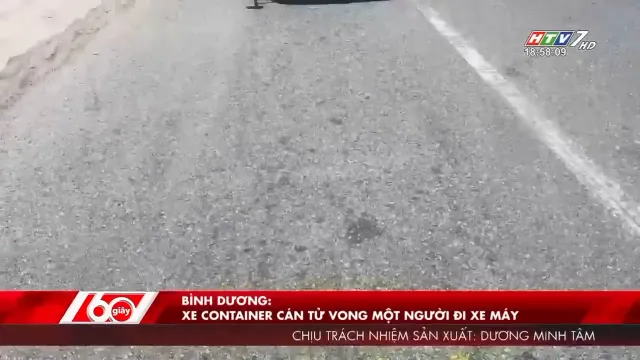 HTV7 HD
18:58:09
60 giây
BÌNH DƯƠNG:
XE CONTAINER CÁN TỬ VONG MỘT NGƯỜI ĐI XE MÁY
CHỊU TRÁCH NHIỆM SẢN XUẤT: DƯƠNG MINH TÂM